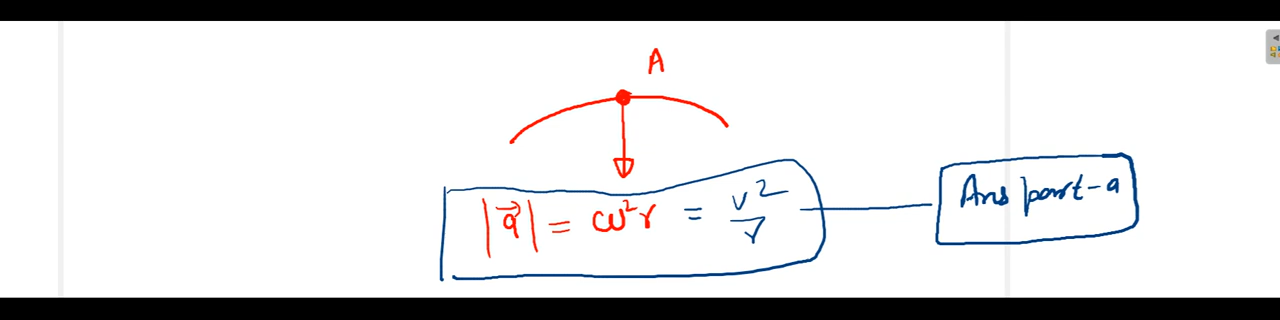 A
|a⃗| = ω²r = v²/r
Ans part-a